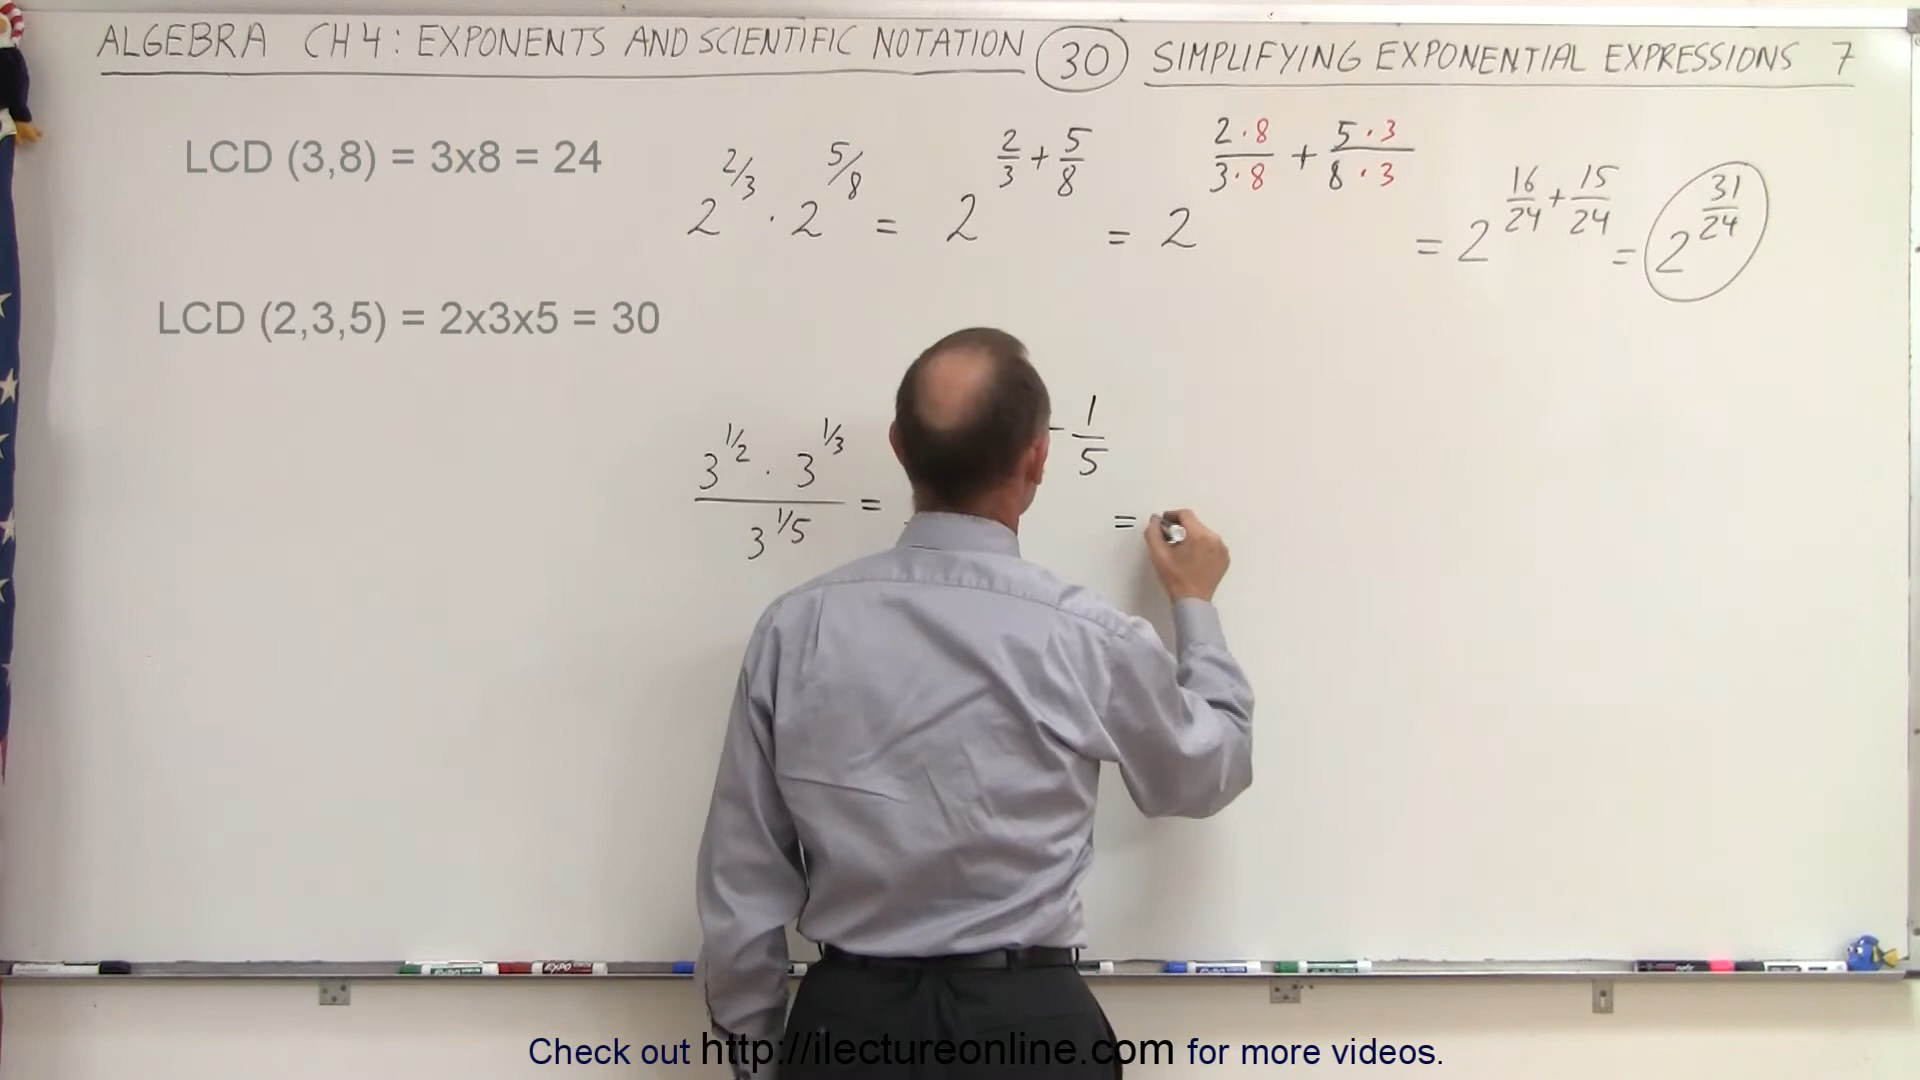 ALGEBRA CH 4: EXPONENTS AND SCIENTIFIC NOTATION 30 SIMPLIFYING EXPONENTIAL EXPRESSIONS 7
LCD (3,8) = 3x8 = 24
2^(2/3) · 2^(5/8) = 2^(2/3 + 5/8) = 2^((2·8)/(3·8) + (5·3)/(8·3)) = 2^(16/24 + 15/24) = 2^(31/24)
LCD (2,3,5) = 2x3x5 = 30
(3^(1/2) · 3^(1/3)) / 3^(1/5) = - 1/5 =
EXPO
Check out http://ilectureonline.com for more videos.